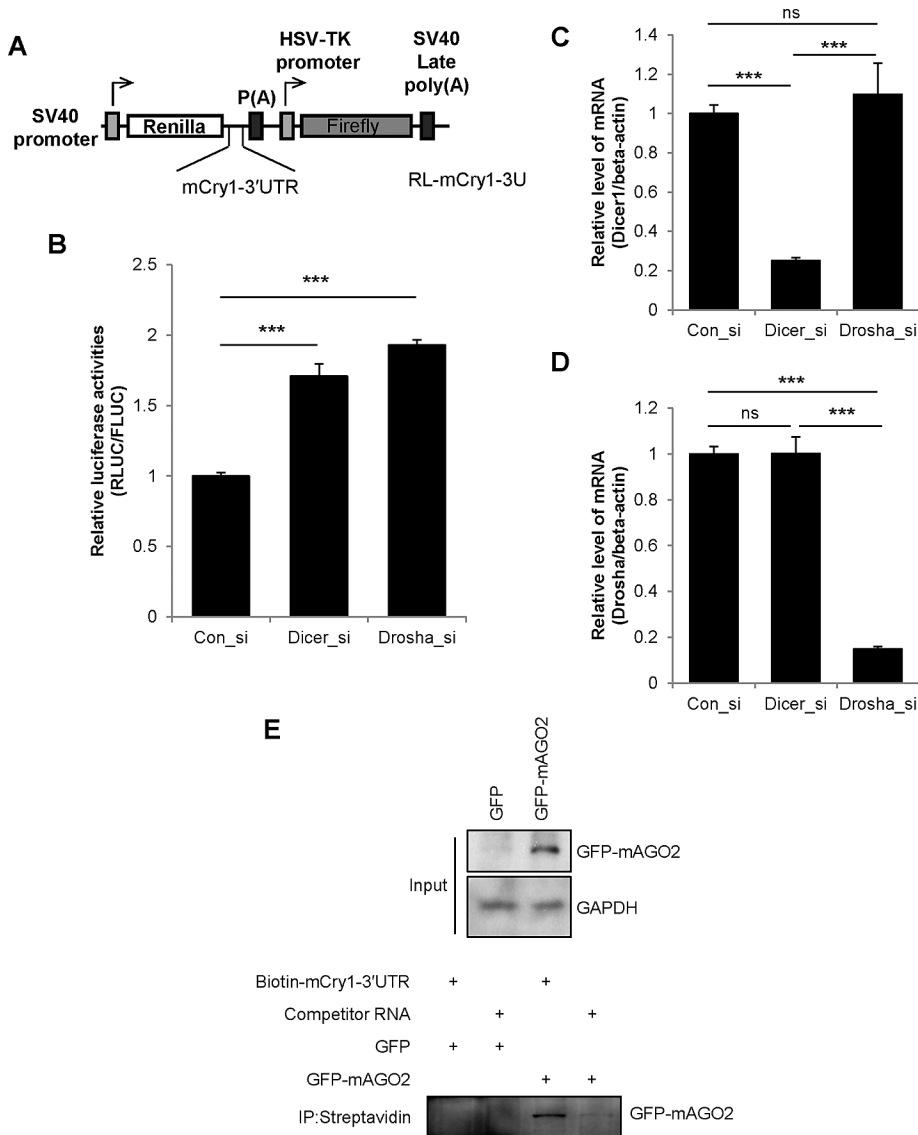 A
HSV-TK
promoter
SV40
Late
poly(A)
P(A)
SV40
promoter
Renilla
Firefly
mCry1-3′UTR
RL-mCry1-3U
B
Relative luciferase activities
(RLUC/FLUC)
2.5
2
1.5
1
0.5
0
***
***
Con_si
Dicer_si
Drosha_si
C
Relative level of mRNA
(Dicer1/beta-actin)
1.4
1.2
1
0.8
0.6
0.4
0.2
0
ns
***
***
Con_si
Dicer_si
Drosha_si
D
Relative level of mRNA
(Drosha/beta-actin)
1.2
1
0.8
0.6
0.4
0.2
0
***
ns
***
Con_si
Dicer_si
Drosha_si
E
GFP
GFP-mAGO2
Input
GFP-mAGO2
GAPDH
Biotin-mCry1-3′UTR + +
Competitor RNA + +
GFP + +
GFP-mAGO2 + +
IP:Streptavidin
GFP-mAGO2